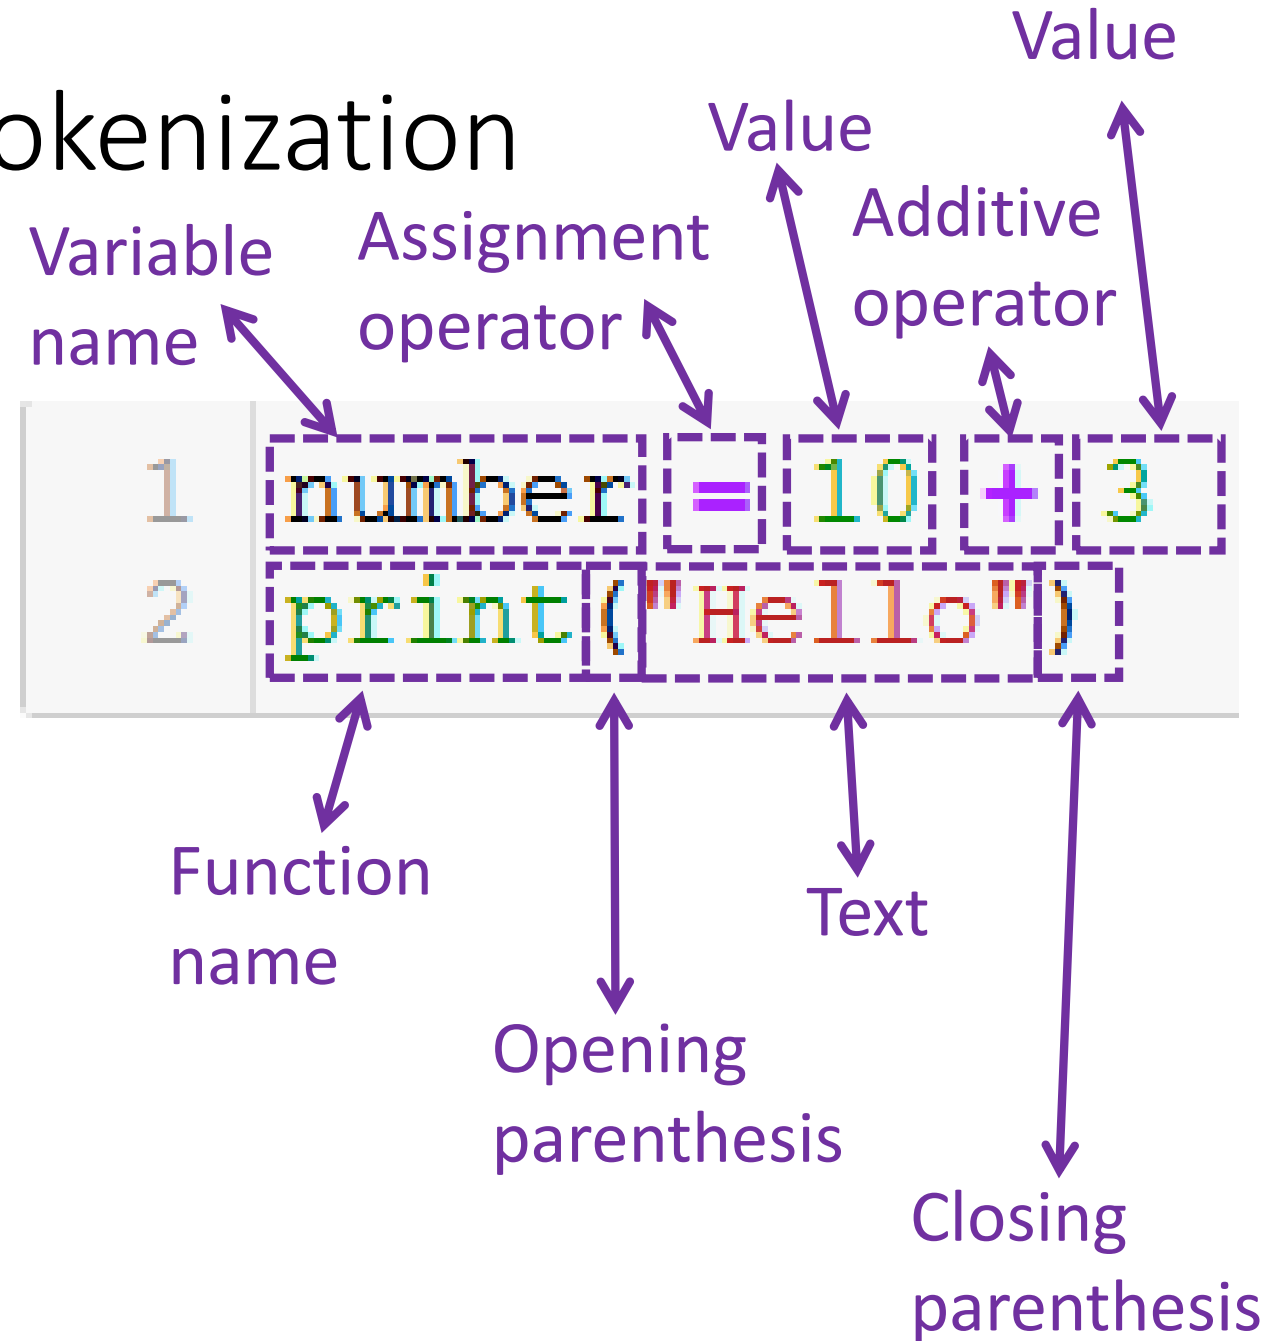 Value
okenization
Value
Variable
name
Assignment
operator
Additive
operator
1 number = 10 + 3
2 print("Hello")
Function
name
Text
Opening
parenthesis
Closing
parenthesis